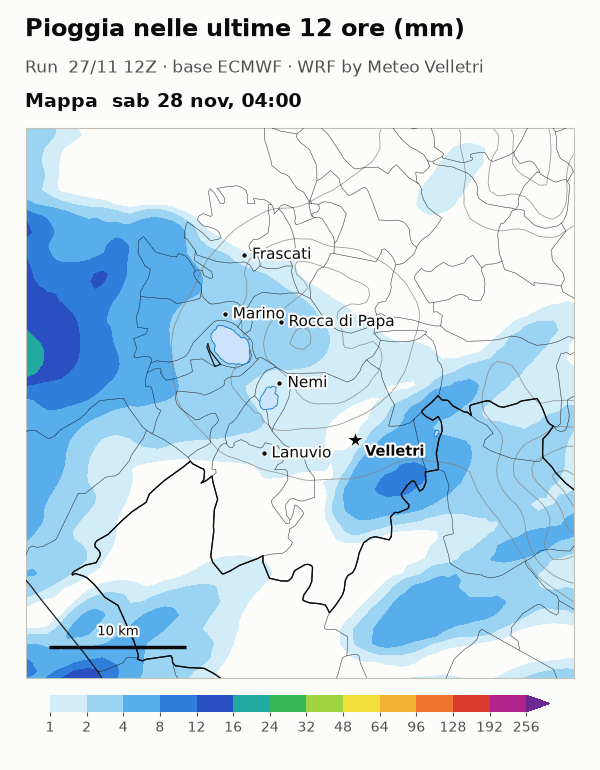 Pioggia nelle ultime 12 ore (mm)
Run  27/11 12Z · base ECMWF · WRF by Meteo Velletri
Mappa  sab 28 nov, 04:00
Frascati
Marino
Rocca di Papa
Nemi
Velletri
Lanuvio
10 km
1 2 4 8 12 16 24 32 48 64 96 128 192 256